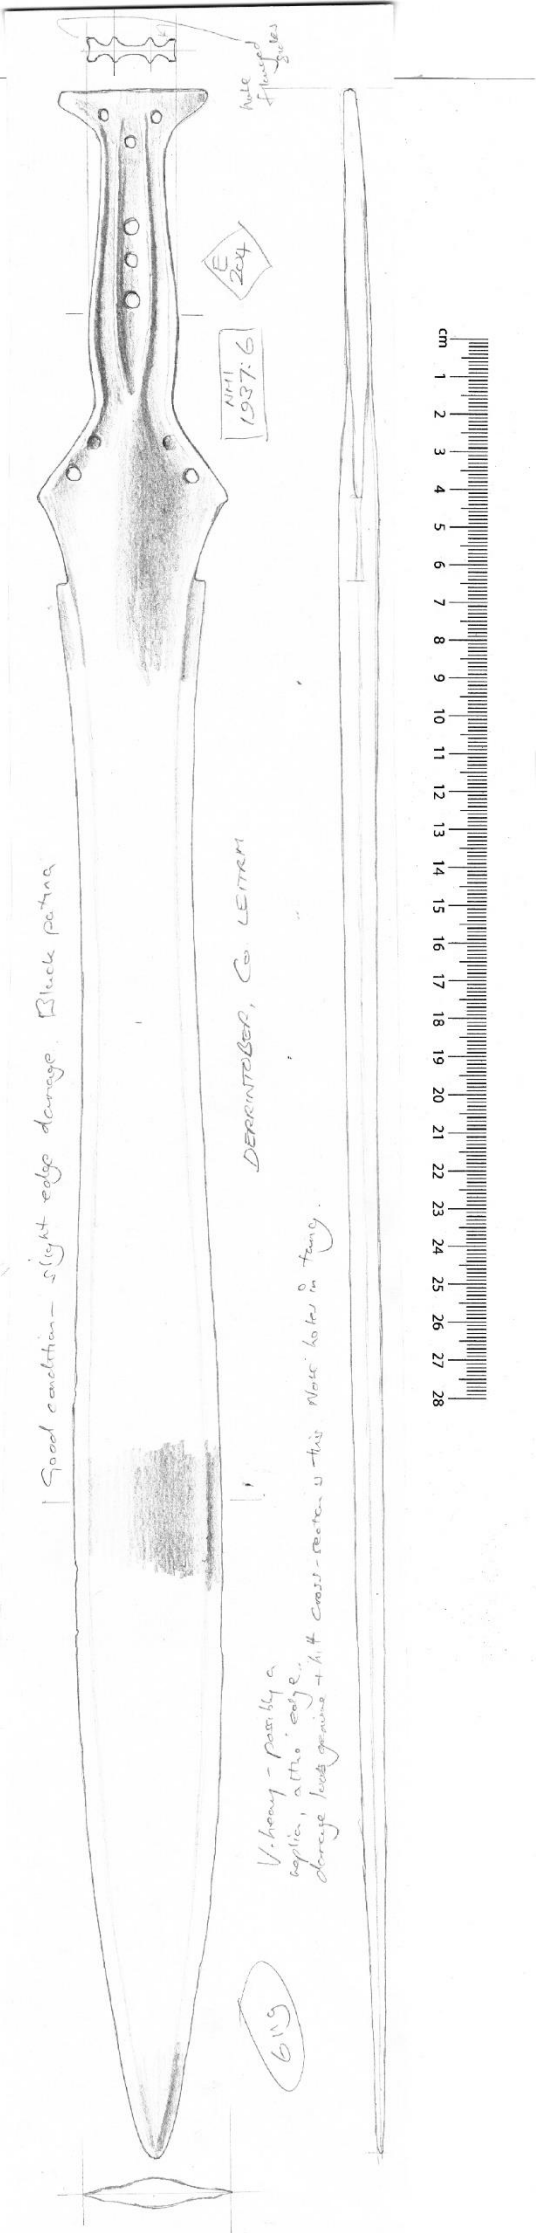 Note
flanged
sides
E
204
NMI
1937:6
Good condition - slight edge damage. Black patina
DERRINTOBER, Co LEITRIM
V. heavy - possibly a
replica, altho' edge
damage looks genuine + hilt cross-section is thin. Note holes in tang.
611g
cm
1
2
3
4
5
6
7
8
9
10
11
12
13
14
15
16
17
18
19
20
21
22
23
24
25
26
27
28